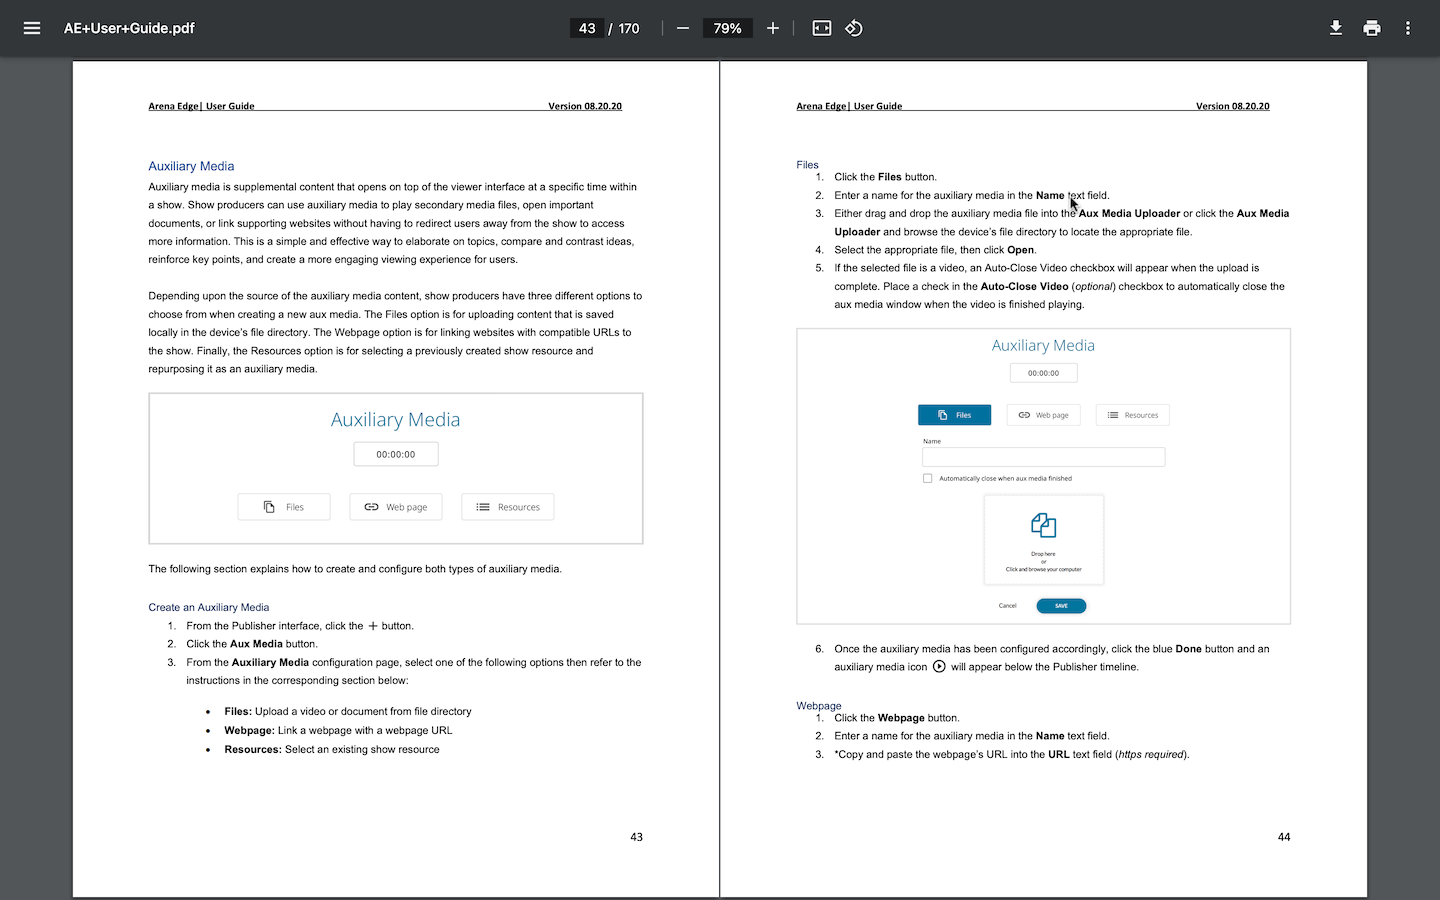 AE+User+Guide.pdf
43 / 170
79%
Arena Edge| User Guide Version 08.20.20
Auxiliary Media
Auxiliary media is supplemental content that opens on top of the viewer interface at a specific time within
a show. Show producers can use auxiliary media to play secondary media files, open important
documents, or link supporting websites without having to redirect users away from the show to access
more information. This is a simple and effective way to elaborate on topics, compare and contrast ideas,
reinforce key points, and create a more engaging viewing experience for users.
Depending upon the source of the auxiliary media content, show producers have three different options to
choose from when creating a new aux media. The Files option is for uploading content that is saved
locally in the device's file directory. The Webpage option is for linking websites with compatible URLs to
the show. Finally, the Resources option is for selecting a previously created show resource and
repurposing it as an auxiliary media.
Auxiliary Media
00:00:00
Files Web page Resources
The following section explains how to create and configure both types of auxiliary media.
Create an Auxiliary Media
1. From the Publisher interface, click the + button.
2. Click the Aux Media button.
3. From the Auxiliary Media configuration page, select one of the following options then refer to the
instructions in the corresponding section below:
• Files: Upload a video or document from file directory
• Webpage: Link a webpage with a webpage URL
• Resources: Select an existing show resource
43
Arena Edge| User Guide Version 08.20.20
Files
1. Click the Files button.
2. Enter a name for the auxiliary media in the Name text field.
3. Either drag and drop the auxiliary media file into the Aux Media Uploader or click the Aux Media
Uploader and browse the device's file directory to locate the appropriate file.
4. Select the appropriate file, then click Open.
5. If the selected file is a video, an Auto-Close Video checkbox will appear when the upload is
complete. Place a check in the Auto-Close Video (optional) checkbox to automatically close the
aux media window when the video is finished playing.
Auxiliary Media
00:00:00
Files Web page Resources
Name
Automatically close when aux media finished
Drop here
or
Click and browse your computer
Cancel SAVE
6. Once the auxiliary media has been configured accordingly, click the blue Done button and an
auxiliary media icon will appear below the Publisher timeline.
Webpage
1. Click the Webpage button.
2. Enter a name for the auxiliary media in the Name text field.
3. *Copy and paste the webpage's URL into the URL text field (https required).
44